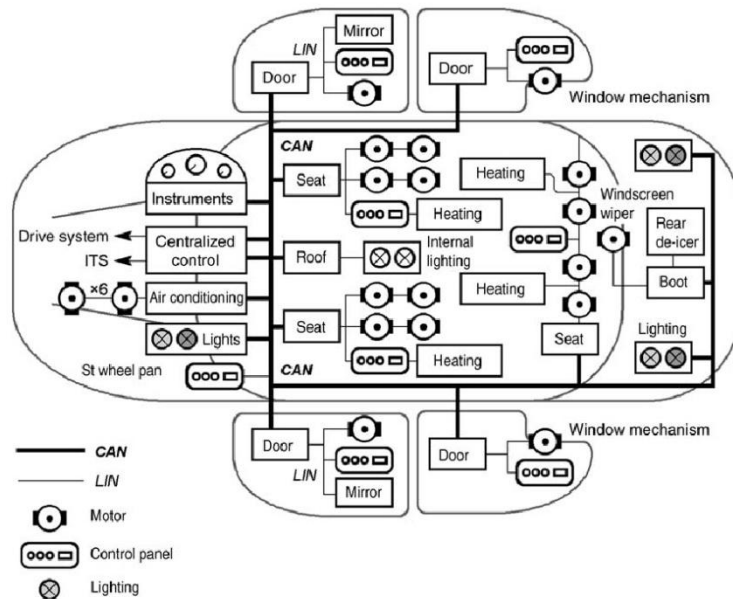 LIN
Mirror
Door
Door
Window mechanism
CAN
Instruments
Seat
Heating
Heating
Windscreen
wiper
Rear
de-icer
Drive system
Centralized
control
ITS
Roof
Internal
lighting
Heating
Boot
×6
Air conditioning
Lights
Seat
Heating
Seat
Lighting
St wheel pan
CAN
Door
LIN
Mirror
Door
Window mechanism
CAN
LIN
Motor
Control panel
Lighting